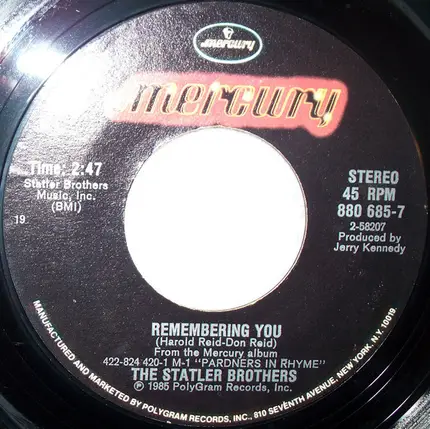 mercury
mercury
Time: 2:47
Statler Brothers
Music, Inc.
(BMI)
19
STEREO
45 RPM
880 685-7
2-58207
Produced by
Jerry Kennedy
REMEMBERING YOU
(Harold Reid-Don Reid)
From the Mercury album
422-824 420-1 M-1 "PARDNERS IN RHYME"
THE STATLER BROTHERS
℗ 1985 PolyGram Records, Inc.
MANUFACTURED AND MARKETED BY POLYGRAM RECORDS, INC., 810 SEVENTH AVENUE, NEW YORK, N.Y. 10019